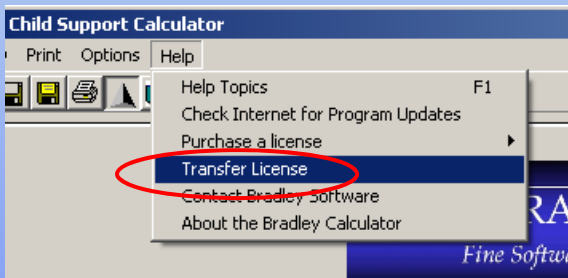 Child Support Calculator
Print Options Help
Help Topics F1
Check Internet for Program Updates
Purchase a license
Transfer License
Contact Bradley Software
About the Bradley Calculator
Fine